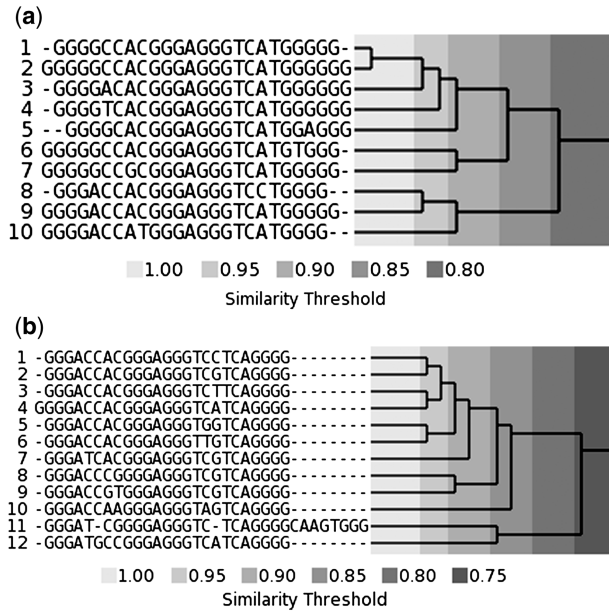 (a)
1 -GGGGCCACGGGAGGGTCATGGGGG-
2 GGGGGCCACGGGAGGGTCATGGGGGG
3 -GGGGACACGGGAGGGTCATGGGGGG
4 -GGGGTCACGGGAGGGTCATGGGGGG
5 --GGGGCACGGGAGGGTCATGGAGGG
6 GGGGGCCACGGGAGGGTCATGTGGG-
7 GGGGGCCGCGGGAGGGTCATGGGGG-
8 -GGGACCACGGGAGGGTCCTGGGG--
9 GGGGACCACGGGAGGGTCATGGGGG-
10 GGGGACCATGGGAGGGTCATGGGG--
1.00 0.95 0.90 0.85 0.80
Similarity Threshold
(b)
1 -GGGACCACGGGAGGGTCCTCAGGGG--------
2 -GGGACCACGGGAGGGTCGTCAGGGG--------
3 -GGGACCACGGGAGGGTCTTCAGGGG--------
4 GGGGACCACGGGAGGGTCATCAGGGG--------
5 -GGGACCACGGGAGGGTGGTCAGGGG--------
6 -GGGACCACGGGAGGGTTGTCAGGGG--------
7 -GGGATCACGGGAGGGTCGTCAGGGG--------
8 -GGGACCCGGGGAGGGTCGTCAGGGG--------
9 -GGGACCGTGGGAGGGTCGTCAGGGG--------
10 -GGGACCAAGGGAGGGTAGTCAGGGG--------
11 -GGGAT-CGGGAGGGTC-TCAGGGGCAAGTGGG
12 -GGGATGCCGGGAGGGTCATCAGGGG--------
1.00 0.95 0.90 0.85 0.80 0.75
Similarity Threshold